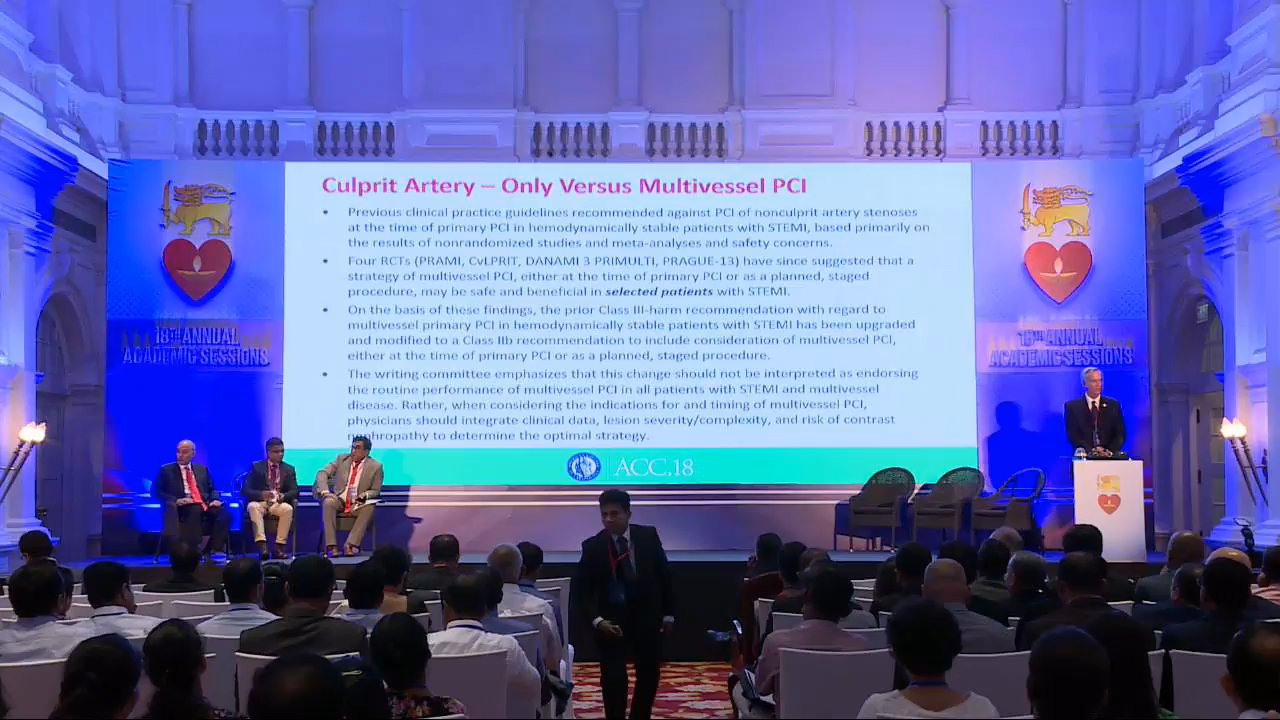 Culprit Artery – Only Versus Multivessel PCI
• Previous clinical practice guidelines recommended against PCI of nonculprit artery stenoses
at the time of primary PCI in hemodynamically stable patients with STEMI, based primarily on
the results of nonrandomized studies and meta-analyses and safety concerns.
• Four RCTs (PRAMI, CvLPRIT, DANAMI 3 PRIMULTI, PRAGUE-13) have since suggested that a
strategy of multivessel PCI, either at the time of primary PCI or as a planned, staged
procedure, may be safe and beneficial in selected patients with STEMI.
• On the basis of these findings, the prior Class III-harm recommendation with regard to
multivessel primary PCI in hemodynamically stable patients with STEMI has been upgraded
and modified to a Class IIb recommendation to include consideration of multivessel PCI,
either at the time of primary PCI or as a planned, staged procedure.
• The writing committee emphasizes that this change should not be interpreted as endorsing
the routine performance of multivessel PCI in all patients with STEMI and multivessel
disease. Rather, when considering the indications for and timing of multivessel PCI,
physicians should integrate clinical data, lesion severity/complexity, and risk of contrast
nephropathy to determine the optimal strategy.
ACC.18
18TH ANNUAL
ACADEMIC SESSIONS
18TH ANNUAL
ACADEMIC SESSIONS